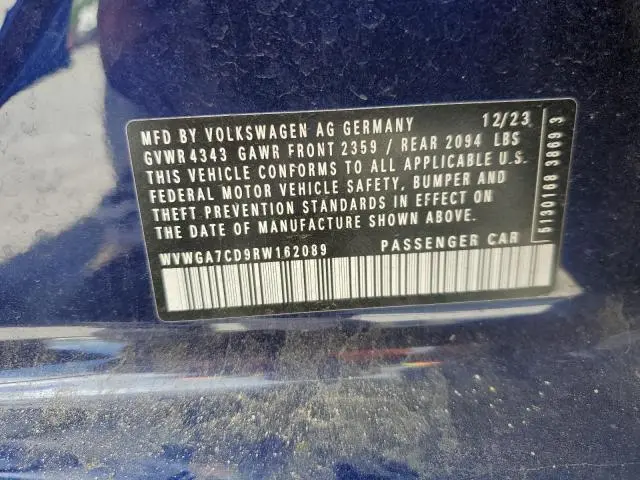 12/23
MFD BY VOLKSWAGEN AG GERMANY
GVWR 4343 GAWR FRONT 2359 / REAR 2094 LBS
THIS VEHICLE CONFORMS TO ALL APPLICABLE U.S.
FEDERAL MOTOR VEHICLE SAFETY, BUMPER AND
THEFT PREVENTION STANDARDS IN EFFECT ON
THE DATE OF MANUFACTURE SHOWN ABOVE.
WVWGA7CD9RW162089 PASSENGER CAR
5130168 3869 3